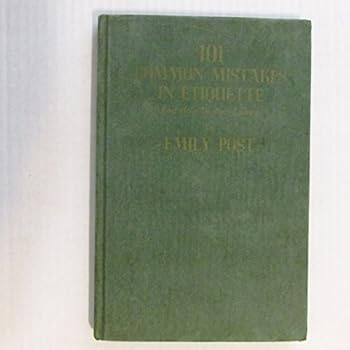 101
COMMON MISTAKES
IN ETIQUETTE
EMILY POST